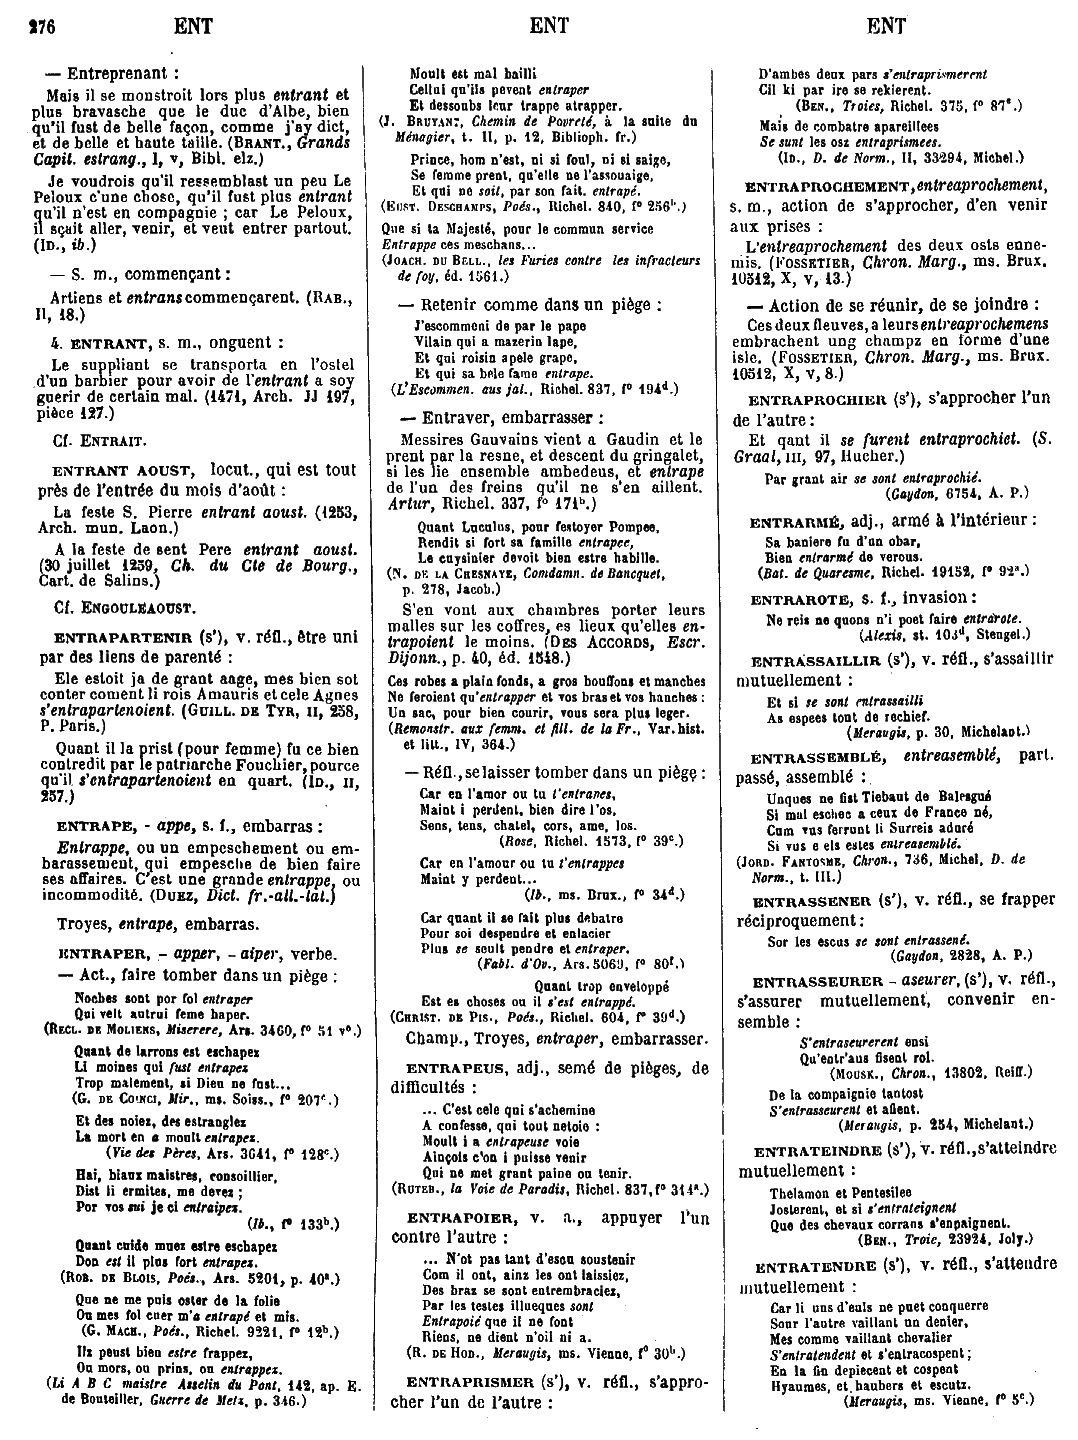 276 ENT ENT ENT
— Entreprenant :
Mais il se monstroit lors plus entrant et
plus bravasche que le duc d'Albe, bien
qu'il fust de belle façon, comme j'ay dict,
et de belle et haute taille. (BRANT., Grands
Capit. estrang., I, v, Bibl. elz.)
Je voudrois qu'il ressemblast un peu Le
Peloux c'une chose, qu'il fust plus entrant
qu'il n'est en compagnie ; car Le Peloux,
il sçait aller, venir, et veut entrer partout.
(ID., ib.)
— S. m., commençant :
Artiens et entrans commençarent. (RAB.,
II, 18.)
4. ENTRANT, s. m., onguent :
Le suppliant se transporta en l'ostel
d'un barbier pour avoir de l'entrant a soy
guerir de certain mal. (1471, Arch. JJ 197,
pièce 127.)
Cf. ENTRAIT.
ENTRANT AOUST, locut., qui est tout
près de l'entrée du mois d'août :
La feste S. Pierre entrant aoust. (1253,
Arch. mun. Laon.)
A la feste de sent Pere entrant aoust.
(30 juillet 1259, Ch. du Cte de Bourg.,
Cart. de Salins.)
Cf. ENGOULEAOUST.
ENTRAPARTENIR (s'), v. réfl., être uni
par des liens de parenté :
Ele estoit ja de grant aage, mes bien sot
conter coment li rois Amauris et cele Agnes
s'entrapartenoient. (GUILL. DE TYR, II, 258,
P. Paris.)
Quant il la prist (pour femme) fu ce bien
contredit par le patriarche Fouchier, pource
qu'il s'entrapartenoient en quart. (ID., II,
257.)
ENTRAPE, - appe, s. f., embarras :
Entrappe, ou un empeschement ou em-
barassement, qui empesche de bien faire
ses affaires. C'est une grande entrappe, ou
incommodité. (DUEZ, Dict. fr.-all.-lat.)
Troyes, entrape, embarras.
ENTRAPER, - apper, - aiper, verbe.
— Act., faire tomber dans un piège :
Noches sont por fol entraper
Qui velt autrui feme haper.
(RECL. DE MOLIENS, Miserere, Ars. 3460, f° 51 v°.)
Quant de larrons est eschapez
Li moines qui fust entrapez
Trop malement, si Dieu ne fust...
(G. DE COINCI, Mir., ms. Soiss., f° 207c.)
Et des noiez, des estranglez
La mort en a moult entrapez.
(Vie des Pères, Ars. 3641, f° 128c.)
Hai, biaux maistres, consoillier,
Dist li ermites, me devez ;
Por vos sui je ci entraipez.
(Ib., f° 133b.)
Quant cuide muez estre eschapez
Don est il plus fort entrapez.
(ROB. DE BLOIS, Poés., Ars. 5201, p. 40a.)
Que ne me puis oster de la folie
Ou mes fol cuer m'a entrapé et mis.
(G. MACH., Poés., Richel. 9221, f° 12b.)
Ilz peust bien estre frappez,
Ou mors, ou prins, ou entrappez.
(Li A B C maistre Asselin du Pont, 142, ap. E.
de Bouteiller, Guerre de Metz, p. 346.)
Moult est mal bailli
Cellui qu'ils pevent entraper
Et dessoubs leur trappe atrapper.
(J. BRUYANT, Chemin de Povreté, à la suite du
Ménagier, t. II, p. 12, Biblioph. fr.)
Prince, hom n'est, ni si foul, ni si saige,
Se femme prent, qu'elle ne l'assouaige,
Et qui ne soit, par son fait, entrapé.
(EUST. DESCHAMPS, Poés., Richel. 840, f° 256b.)
Que si ta Majesté, pour le commun service
Entrappe ces meschans...
(JOACH. DU BELL., les Furies contre les infracteurs
de foy, éd. 1561.)
— Retenir comme dans un piège :
J'escommeni de par le pape
Vilain qui a mazerin lape,
Et qui roisin apele grape,
Et qui sa bele fame entrape.
(L'Escommen. aus jal., Richel. 837, f° 194d.)
— Entraver, embarrasser :
Messires Gauvains vient a Gaudin et le
prent par la resne, et descent du gringalet,
si les lie ensemble ambedeus, et entrape
de l'un des freins qu'il ne s'en aillent.
Artur, Richel. 337, f° 171b.)
Quant Luculus, pour festoyer Pompee,
Rendit si fort sa famille entrapee,
Le cuysinier devoit bien estre habille.
(N. DE LA CHESNAYE, Comdamn. de Bancquet,
p. 278, Jacob.)
S'en vont aux chambres porter leurs
malles sur les coffres, es lieux qu'elles en-
trapoient le moins. (DES ACCORDS, Escr.
Dijonn., p. 40, éd. 1548.)
Ces robes a plain fonds, a gros bouffons et manches
Ne feroient qu'entrapper et vos bras et vos hanches :
Un sac, pour bien courir, vous sera plus leger.
(Remonstr. aux femm. et fill. de la Fr., Var. hist.
et litt., IV, 364.)
— Réfl., se laisser tomber dans un piège :
Car en l'amor ou tu t'entrapes,
Maint i perdent, bien dire l'os,
Sens, tens, chatel, cors, ame, los.
(Rose, Richel. 1573, f° 39c.)
Car en l'amour ou tu t'entrappes
Maint y perdent...
(Ib., ms. Brux., f° 34d.)
Car quant il se fait plus debatre
Pour soi despendre et enlacier
Plus se seult pendre et entraper.
(Fabl. d'Ov., Ars. 5069, f° 80f.)
Quant trop enveloppé
Est es choses ou il s'est entrappé.
(CHRIST. DE PIS., Poés., Richel. 604, f° 39d.)
Champ., Troyes, entraper, embarrasser.
ENTRAPEUS, adj., semé de pièges, de
difficultés :
... C'est cele qui s'achemine
A confesse, qui tout netoie :
Moult i a entrapeuse voie
Ainçois c'on i puisse venir
Qui ne met grant paine ou tenir.
(RUTEB., la Voie de Paradis, Richel. 837, f° 314a.)
ENTRAPOIER, v. a., appuyer l'un
contre l'autre :
... N'ot pas tant d'esou soustenir
Com il ont, ainz les ont laissiez,
Des braz se sont entrembraciez,
Par les testes illueques sont
Entrapoié que il ne font
Riens, ne dient n'oil ni a.
(R. DE HOD., Meraugis, ms. Vienne, f° 30b.)
ENTRAPRISMER (s'), v. réfl., s'appro-
cher l'un de l'autre :
D'ambes deux pars s'entraprismerent
Cil ki par ire se rekierent.
(BEN., Troies, Richel. 375, f° 87e.)
Mais de combatre apareillees
Se sunt les osz entraprismees.
(ID., D. de Norm., II, 33294, Michel.)
ENTRAPROCHEMENT, entreaprochement,
s. m., action de s'approcher, d'en venir
aux prises :
L'entreaprochement des deux osts enne-
mis. (FOSSETIER, Chron. Marg., ms. Brux.
10512, X, v, 13.)
— Action de se réunir, de se joindre :
Ces deux fleuves, a leurs entreaprochemens
embrachent ung champz en forme d'une
isle. (FOSSETIER, Chron. Marg., ms. Brux.
10512, X, v, 8.)
ENTRAPROCHIER (s'), s'approcher l'un
de l'autre :
Et qant il se furent entraprochiet. (S.
Graal, III, 97, Hucher.)
Par grant air se sont entraprochié.
(Gaydon, 6754, A. P.)
ENTRARMÉ, adj., armé à l'intérieur :
Sa baniere fu d'un obar,
Bien entrarmé de verous.
(Bat. de Quaresme, Richel. 19152, f° 92a.)
ENTRAROTE, s. f., invasion :
Ne reis ne quons n'i poet faire entrarote.
(Alexis, st. 103d, Stengel.)
ENTRASSAILLIR (s'), v. réfl., s'assaillir
mutuellement :
Et si se sont entrassailli
As espees tout de rechief.
(Meraugis, p. 30, Michelant.)
ENTRASSEMBLÉ, entreasemblé, part.
passé, assemblé :
Unques ne fist Tiebaut de Balesgué
Si mal eschec a ceux de France né,
Cum vus ferrunt li Surreis aduré
Si vus e els estes entreasemblé.
(JORD. FANTOSME, Chron., 736, Michel, D. de
Norm., t. III.)
ENTRASSENER (s'), v. réfl., se frapper
réciproquement :
Sor les escus se sont entrassené.
(Gaydon, 2828, A. P.)
ENTRASSEURER - aseurer, (s'), v. réfl.,
s'assurer mutuellement, convenir en-
semble :
S'entraseurerent ensi
Qu'entr'aus fisent roi.
(MOUSK., Chron., 13802, Reiff.)
De la compaignie tantost
S'entrasseurent et afient.
(Meraugis, p. 254, Michelant.)
ENTRATEINDRE (s'), v. réfl., s'atteindre
mutuellement :
Thelamon et Pentesilee
Josterent, et si s'entrateignent
Que des chevaux corrans s'enpaignent.
(BEN., Troie, 23924, Joly.)
ENTRATENDRE (s'), v. réfl., s'attendre
mutuellement :
Car li uns d'euls ne puet conquerre
Sour l'autre vaillant un denier,
Mes comme vaillant chevalier
S'entratendent et s'entracospent ;
En la fin depiecent et cospent
Hyaumes, et haubers et escutz.
(Meraugis, ms. Vienne, f° 5c.)